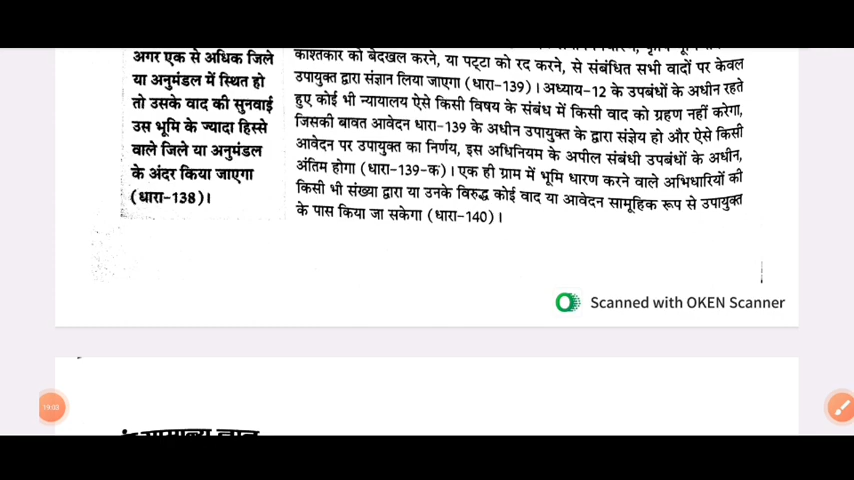 अगर एक से अधिक जिले
या अनुमंडल में स्थित हो
तो उसके वाद की सुनवाई
उस भूमि के ज्यादा हिस्से
वाले जिले या अनुमंडल
के अंदर किया जाएगा
(धारा-138)।
काश्तकार को बेदखल करने, या पट्टा को रद करने, से संबंधित सभी वादों पर केवल
उपायुक्त द्वारा संज्ञान लिया जाएगा (धारा-139)। अध्याय-12 के उपबंधों के अधीन रहते
हुए कोई भी न्यायालय ऐसे किसी विषय के संबंध में किसी वाद को ग्रहण नहीं करेगा,
जिसकी बावत आवेदन धारा-139 के अधीन उपायुक्त के द्वारा संज्ञेय हो और ऐसे किसी
आवेदन पर उपायुक्त का निर्णय, इस अधिनियम के अपील संबंधी उपबंधों के अधीन,
अंतिम होगा (धारा-139-क)। एक ही ग्राम में भूमि धारण करने वाले अभिधारियों की
किसी भी संख्या द्वारा या उनके विरुद्ध कोई वाद या आवेदन सामूहिक रूप से उपायुक्त
के पास किया जा सकेगा (धारा-140)।
Scanned with OKEN Scanner
19:03
सामान्य ज्ञान